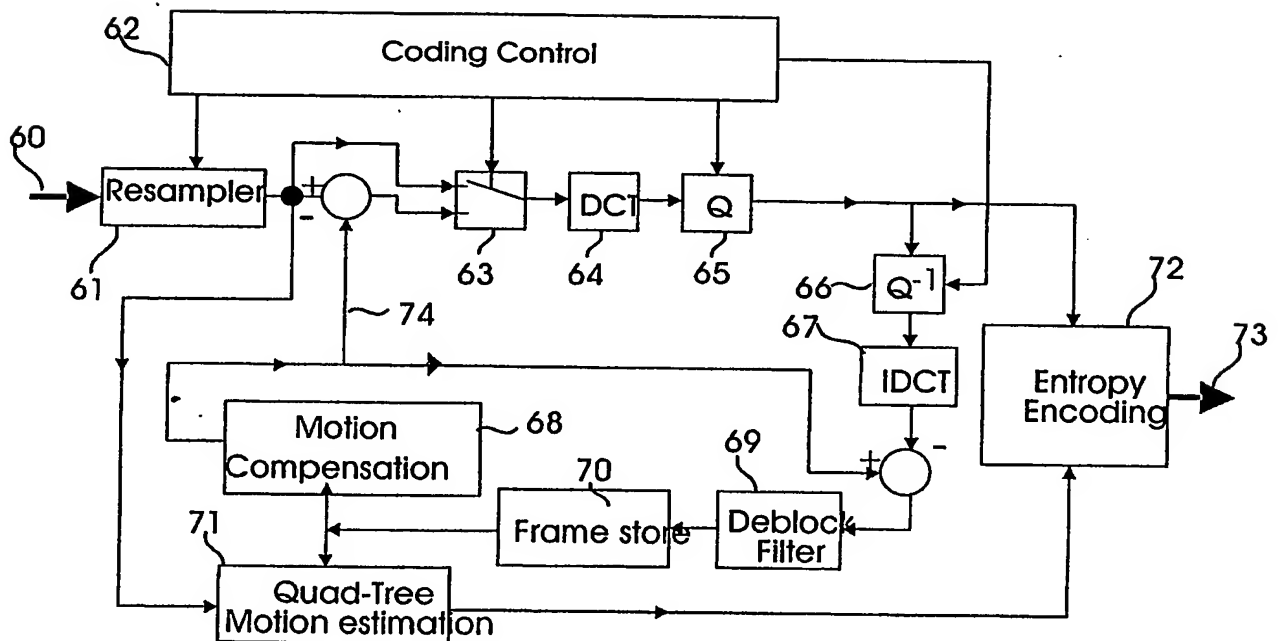 62
Coding Control
60
Resampler
+
-
61
63
DCT
64
Q
65
66
Q-1
72
74
67
IDCT
73
Entropy
Encoding
Motion
Compensation
68
+
-
69
70
Frame store
Deblock
Filter
71
Quad-Tree
Motion estimation